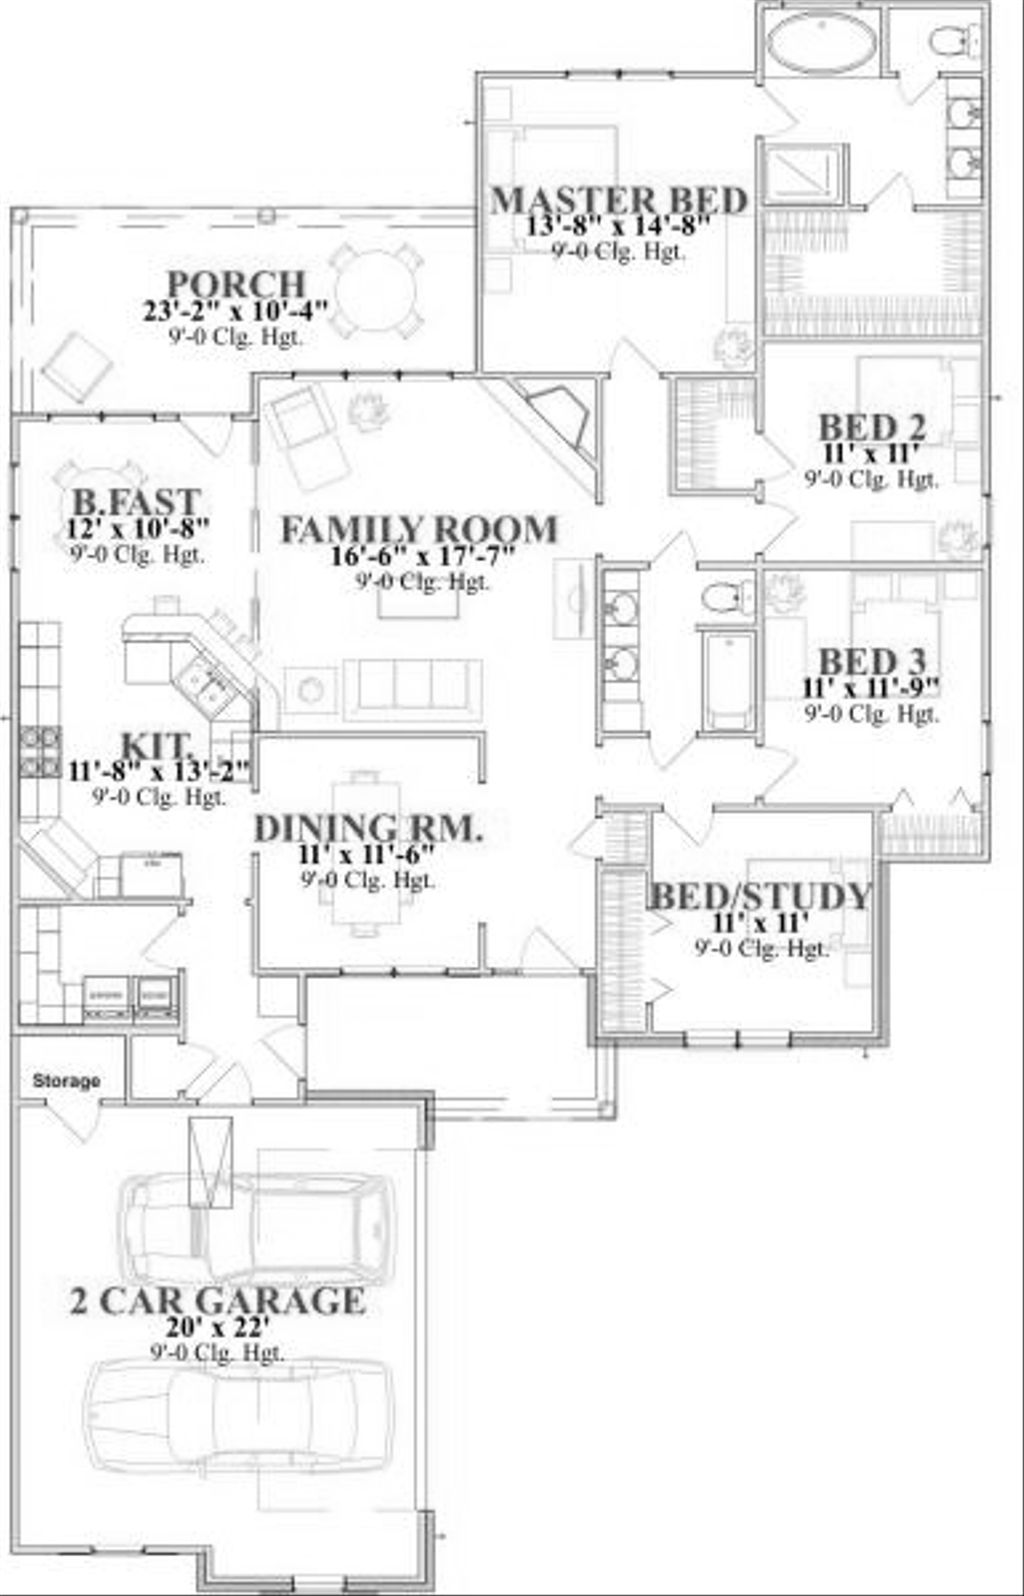 MASTER BED
13'-8" x 14'-8"
9'-0 Clg. Hgt.
PORCH
23'-2" x 10'-4"
9'-0 Clg. Hgt.
BED 2
11' x 11'
9'-0 Clg. Hgt.
B.FAST
12' x 10'-8"
9'-0 Clg. Hgt.
FAMILY ROOM
16'-6" x 17'-7"
9'-0 Clg. Hgt.
BED 3
11' x 11'-9"
9'-0 Clg. Hgt.
KIT.
11'-8" x 13'-2"
9'-0 Clg. Hgt.
DINING RM.
11' x 11'-6"
9'-0 Clg. Hgt.
BED/STUDY
11' x 11'
9'-0 Clg. Hgt.
Storage
2 CAR GARAGE
20' x 22'
9'-0 Clg. Hgt.